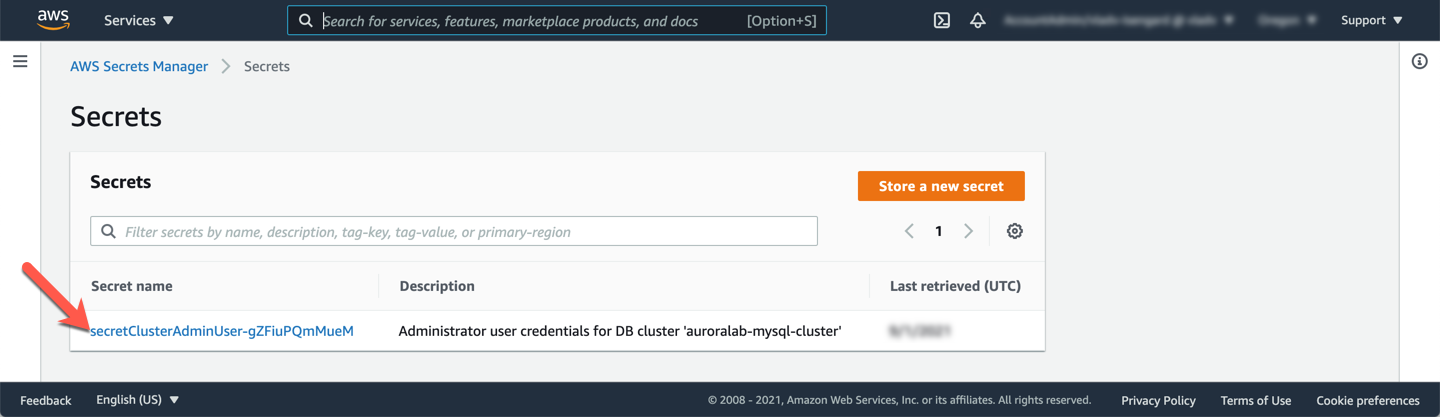 aws Services Search for services, features, marketplace products, and docs [Option+S] Support
AWS Secrets Manager Secrets
Secrets
Secrets Store a new secret
Filter secrets by name, description, tag-key, tag-value, or primary-region 1
Secret name Description Last retrieved (UTC)
secretClusterAdminUser-gZFiuPQmMueM Administrator user credentials for DB cluster 'auroralab-mysql-cluster'
Feedback English (US) © 2008 - 2021, Amazon Web Services, Inc. or its affiliates. All rights reserved. Privacy Policy Terms of Use Cookie preferences